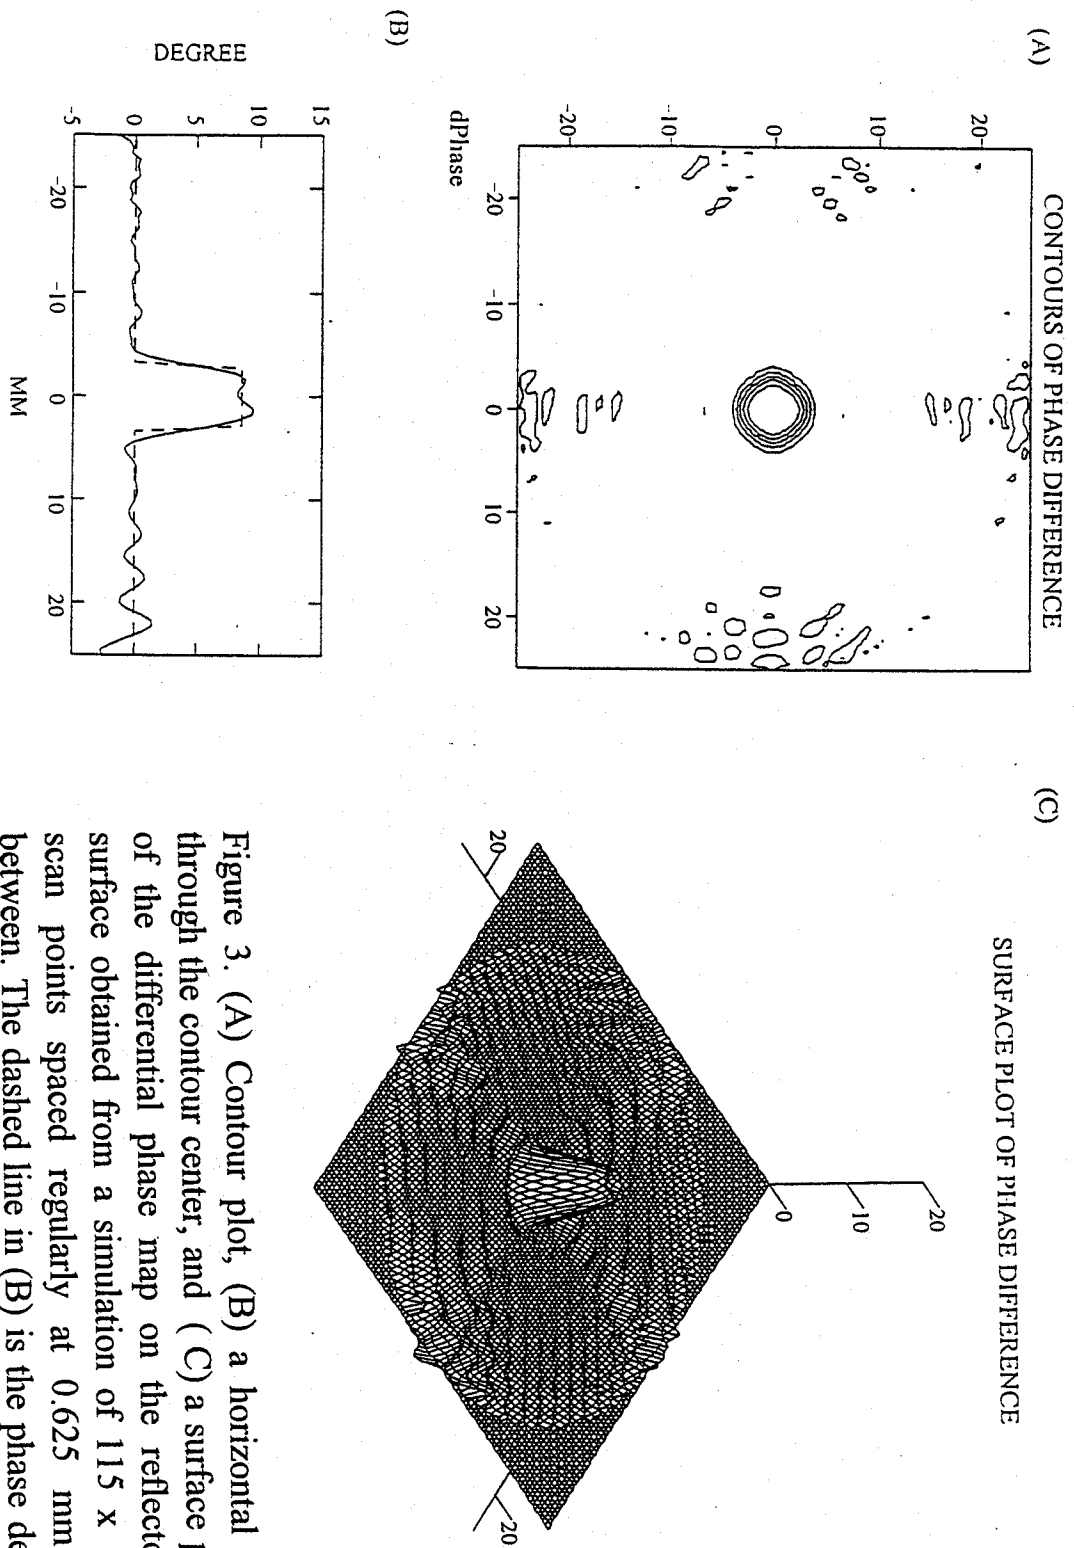 (A)
CONTOURS OF PHASE DIFFERENCE
20
10
0
-10
-20
-20 -10 0 10 20
dPhase
(B)
DEGREE
15
10
5
0
-5
-20 -10 0 10 20
MM
(C)
SURFACE PLOT OF PHASE DIFFERENCE
20
10
0
20
20
Figure 3. (A) Contour plot, (B) a horizontal
through the contour center, and ( C) a surface
of the differential phase map on the
surface obtained from a simulation of 115 x
scan points spaced regularly at 0.625 mm
between. The dashed line in (B) is the phase